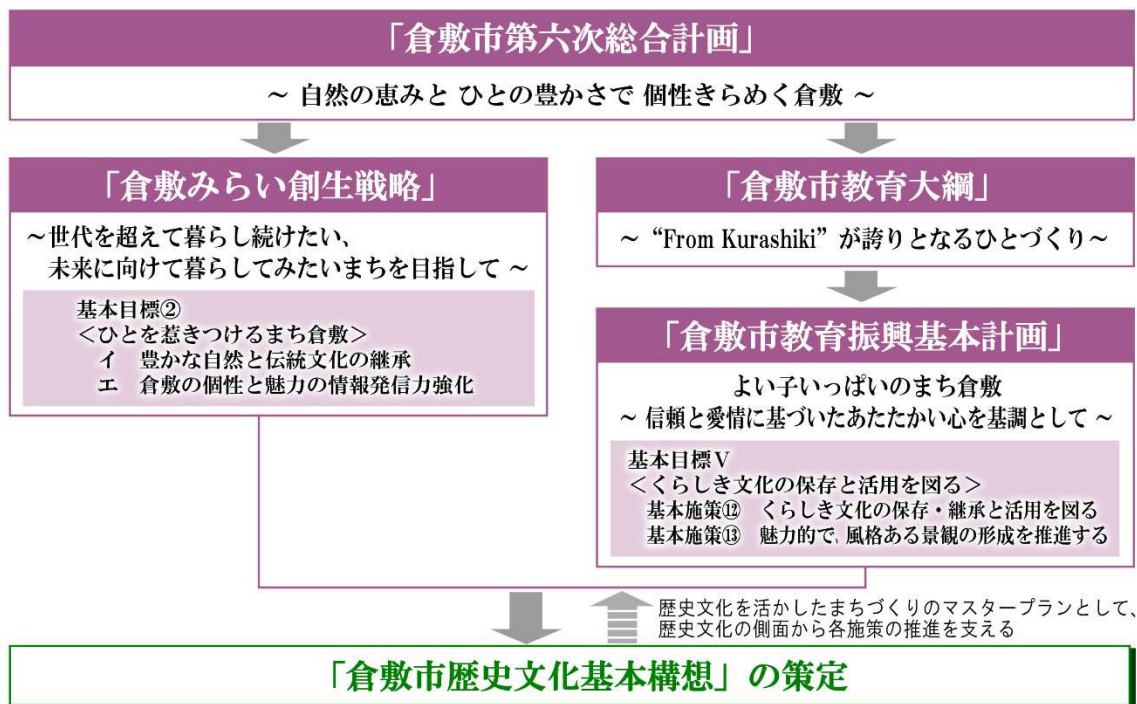 「倉敷市第六次総合計画」
～ 自然の恵みと ひとの豊かさで 個性きらめく倉敷 ～
「倉敷みらい創生戦略」
～世代を超えて暮らし続けたい、
未来に向けて暮らしてみたいまちを目指して ～
基本目標②
＜ひとを惹きつけるまち倉敷＞
イ　豊かな自然と伝統文化の継承
エ　倉敷の個性と魅力の情報発信力強化
「倉敷市教育大綱」
～ “From Kurashiki” が誇りとなるひとづくり～
「倉敷市教育振興基本計画」
よい子いっぱいのまち倉敷
～ 信頼と愛情に基づいたあたたかい心を基調として ～
基本目標Ⅴ
＜くらしき文化の保存と活用を図る＞
基本施策⑫　くらしき文化の保存・継承と活用を図る
基本施策⑬　魅力的で、風格ある景観の形成を推進する
歴史文化を活かしたまちづくりのマスタープランとして、
歴史文化の側面から各施策の推進を支える
「倉敷市歴史文化基本構想」の策定